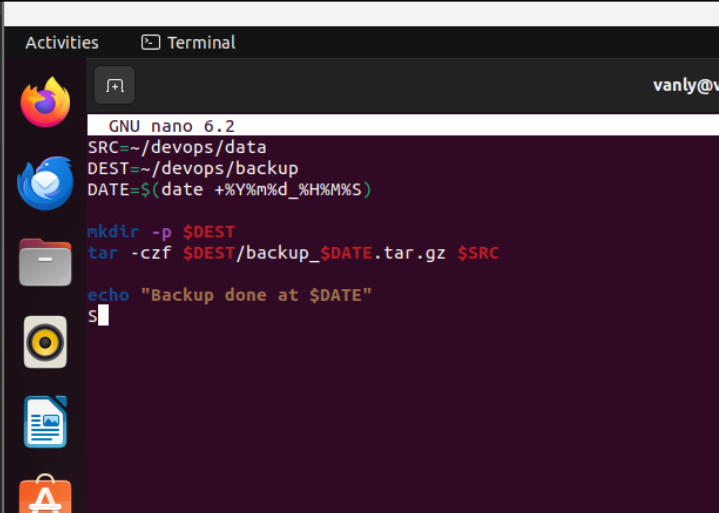 Activities Terminal
vanly@v
GNU nano 6.2
SRC=~/devops/data
DEST=~/devops/backup
DATE=$(date +%Y%m%d_%H%M%S)
mkdir -p $DEST
tar -czf $DEST/backup_$DATE.tar.gz $SRC
echo "Backup done at $DATE"
S